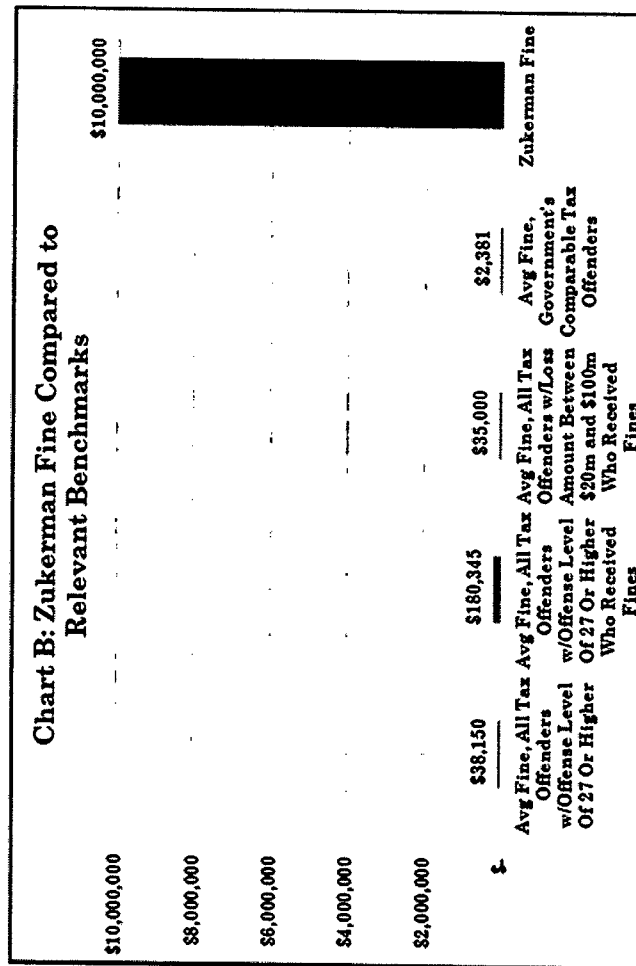 Chart B: Zukerman Fine Compared to
Relevant Benchmarks
$10,000,000
$8,000,000
$6,000,000
$4,000,000
$2,000,000
$-
$38,150
$180,345
$35,000
$2,381
$10,000,000
Avg Fine, All Tax
Offenders
w/Offense Level
Of 27 Or Higher
Avg Fine, All Tax
Offenders
w/Offense Level
Of 27 Or Higher
Who Received
Fines
Avg Fine, All Tax
Offenders w/Loss
Amount Between
$20m and $100m
Who Received
Fines
Avg Fine,
Government's
Comparable Tax
Offenders
Zukerman Fine